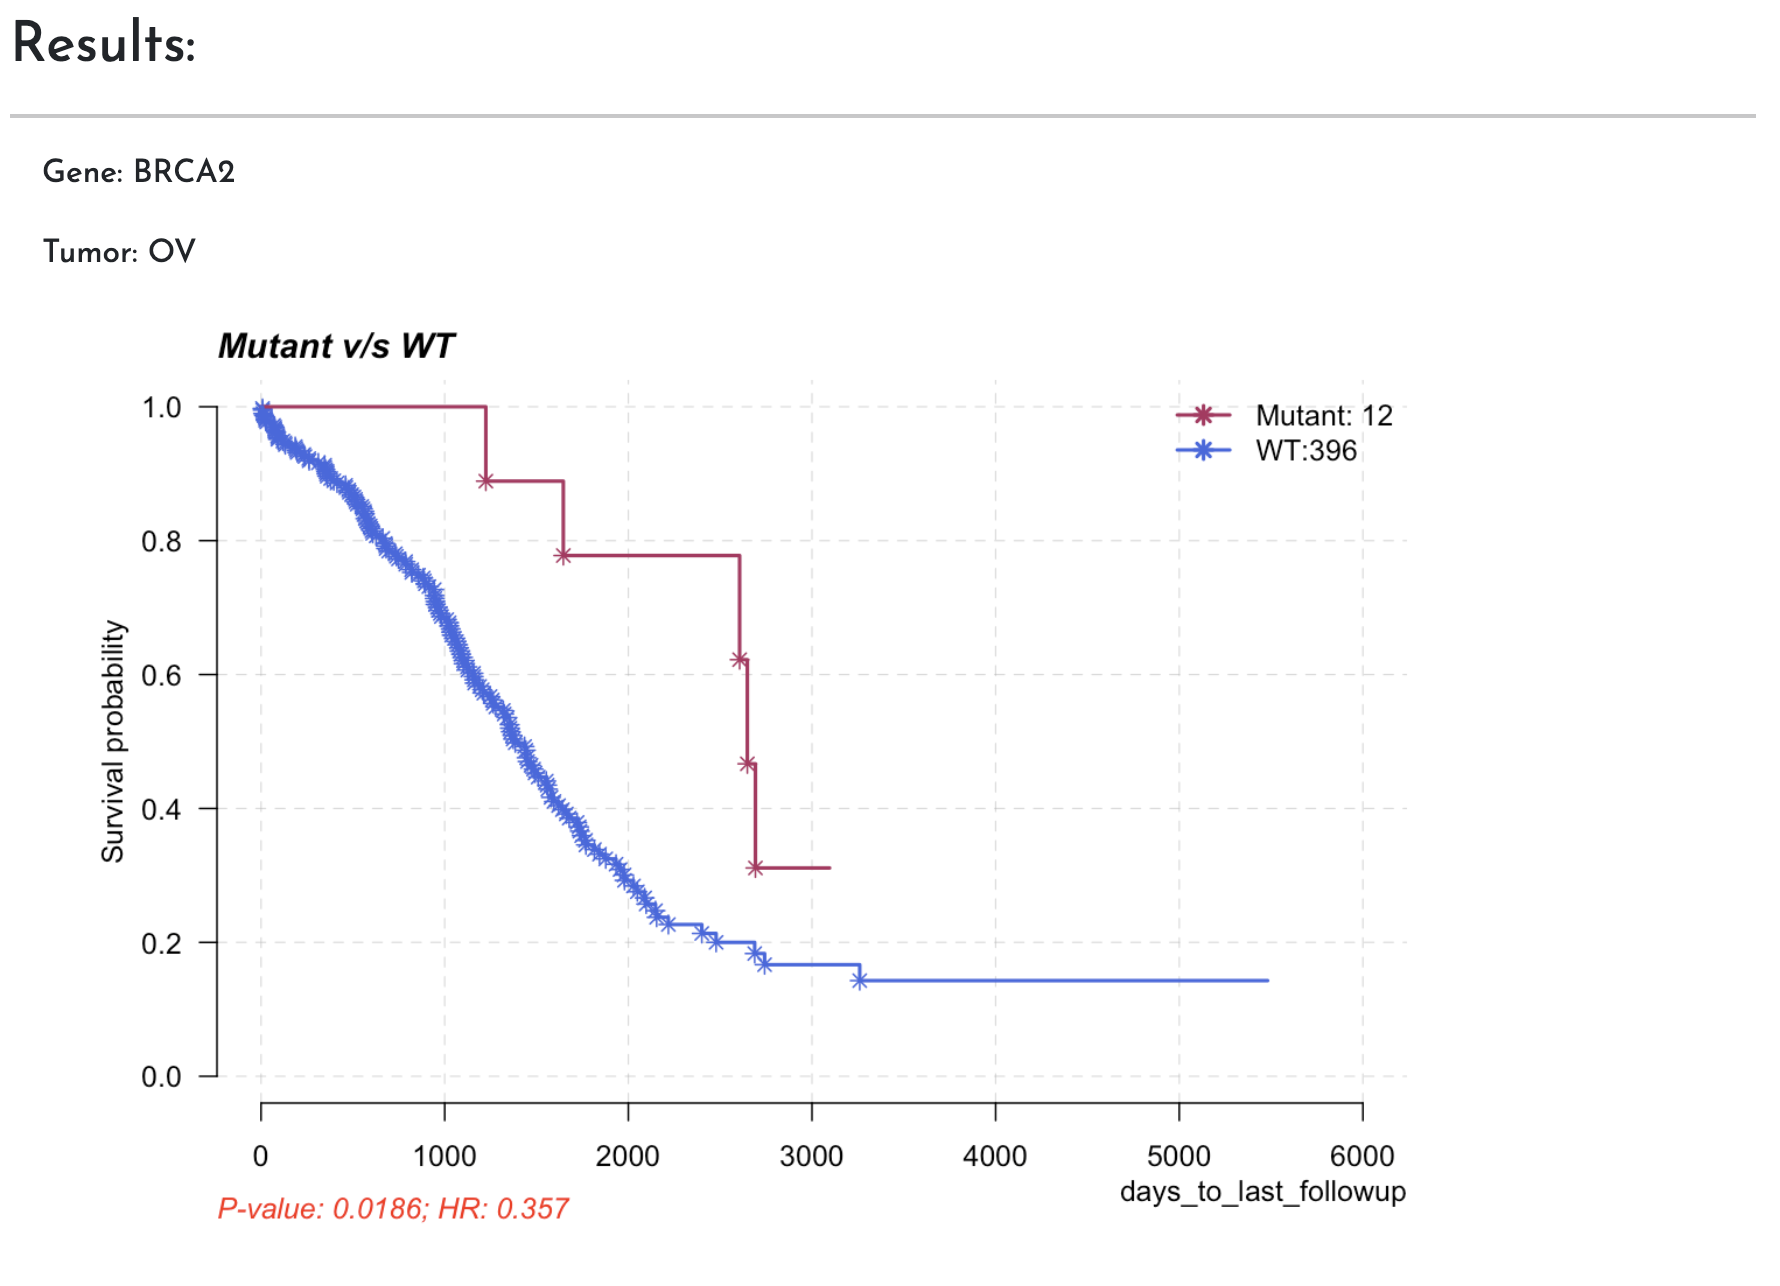 Results:
Gene: BRCA2
Tumor: OV
Mutant v/s WT
1.0
0.8
0.6
0.4
0.2
0.0
Survival probability
Mutant: 12
WT:396
0 1000 2000 3000 4000 5000 6000
days_to_last_followup
P-value: 0.0186; HR: 0.357